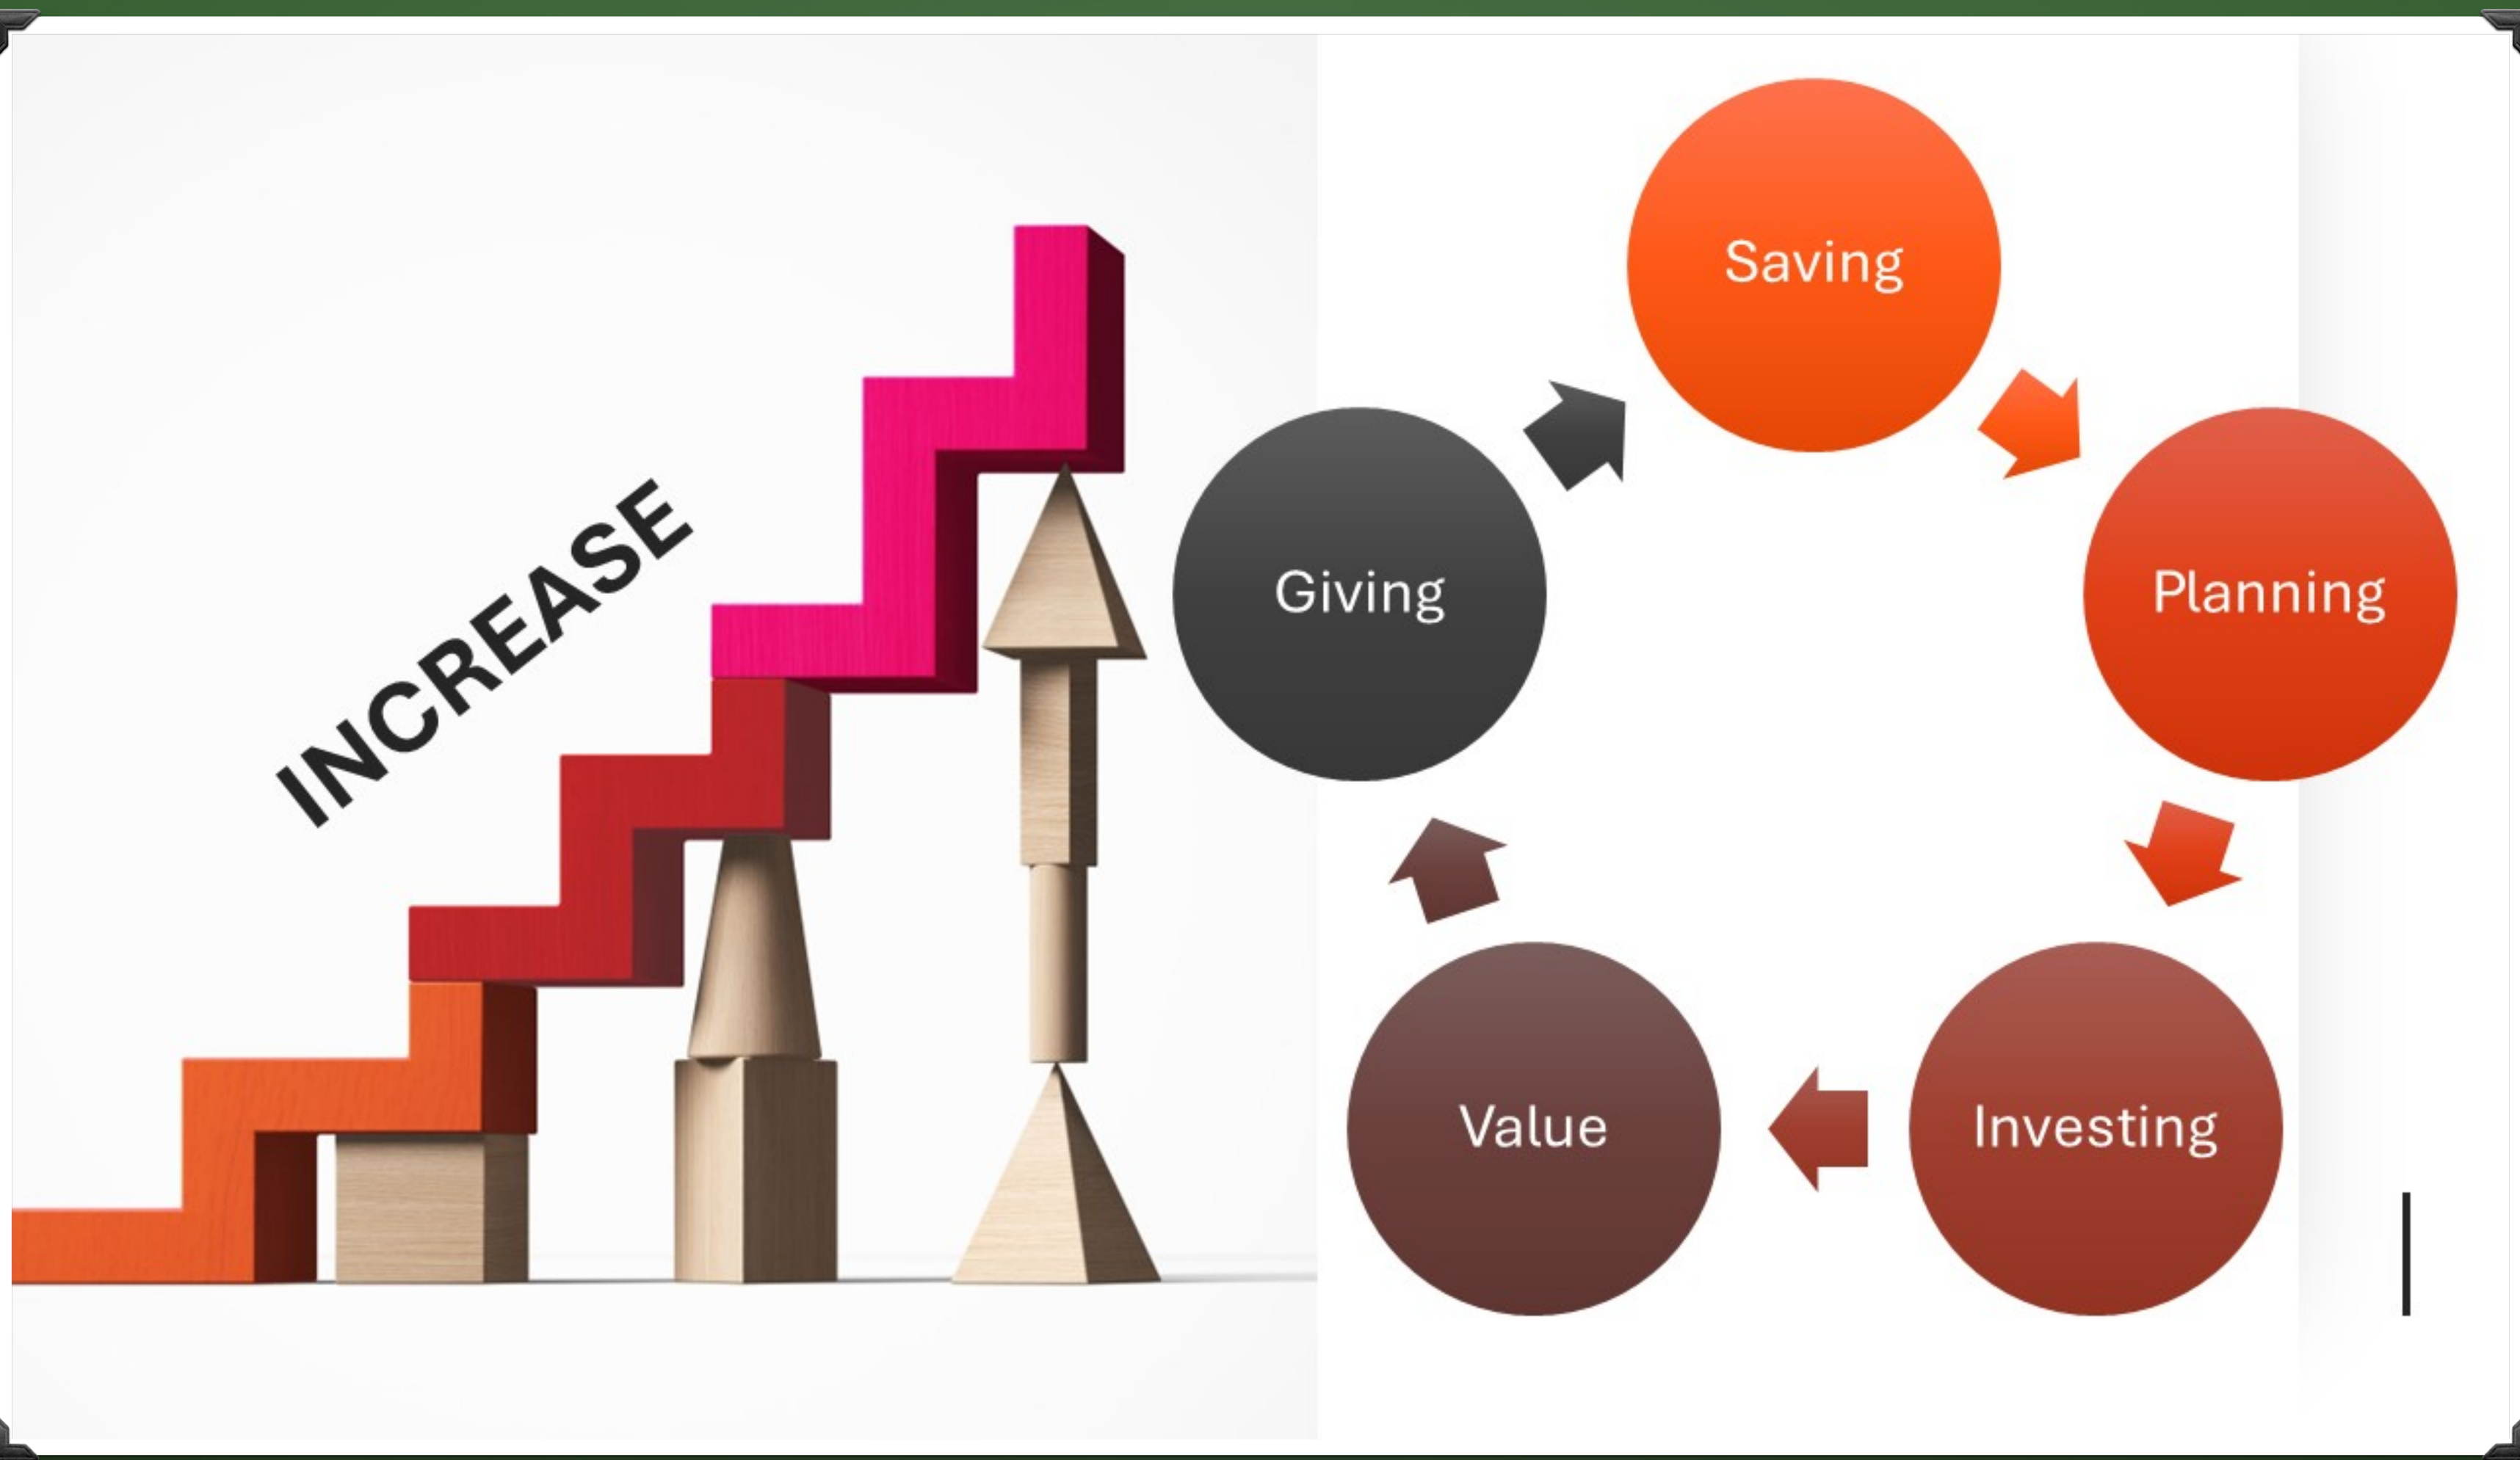 INCREASE
Saving
Planning
Investing
Value
Giving